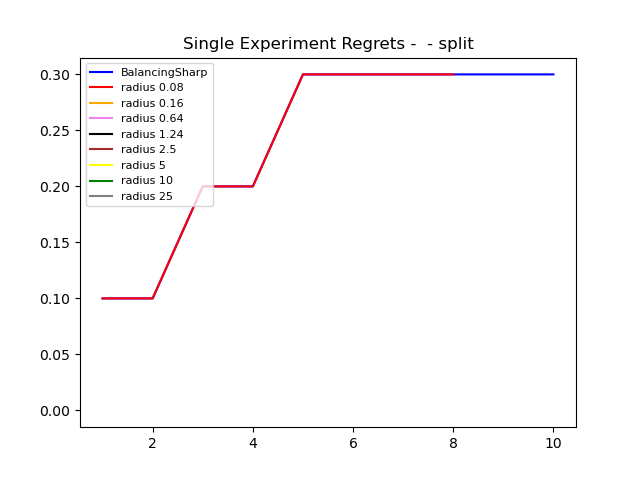 Single Experiment Regrets -  - split
0.30
0.25
0.20
0.15
0.10
0.05
0.00
BalancingSharp
radius 0.08
radius 0.16
radius 0.64
radius 1.24
radius 2.5
radius 5
radius 10
radius 25
2 4 6 8 10